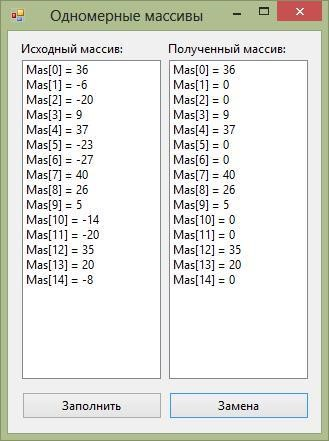 Одномерные массивы
Исходный массив:
Mas[0] = 36
Mas[1] = -6
Mas[2] = -20
Mas[3] = 9
Mas[4] = 37
Mas[5] = -23
Mas[6] = -27
Mas[7] = 40
Mas[8] = 26
Mas[9] = 5
Mas[10] = -14
Mas[11] = -20
Mas[12] = 35
Mas[13] = 20
Mas[14] = -8
Полученный массив:
Mas[0] = 36
Mas[1] = 0
Mas[2] = 0
Mas[3] = 9
Mas[4] = 37
Mas[5] = 0
Mas[6] = 0
Mas[7] = 40
Mas[8] = 26
Mas[9] = 5
Mas[10] = 0
Mas[11] = 0
Mas[12] = 35
Mas[13] = 20
Mas[14] = 0
Заполнить
Замена